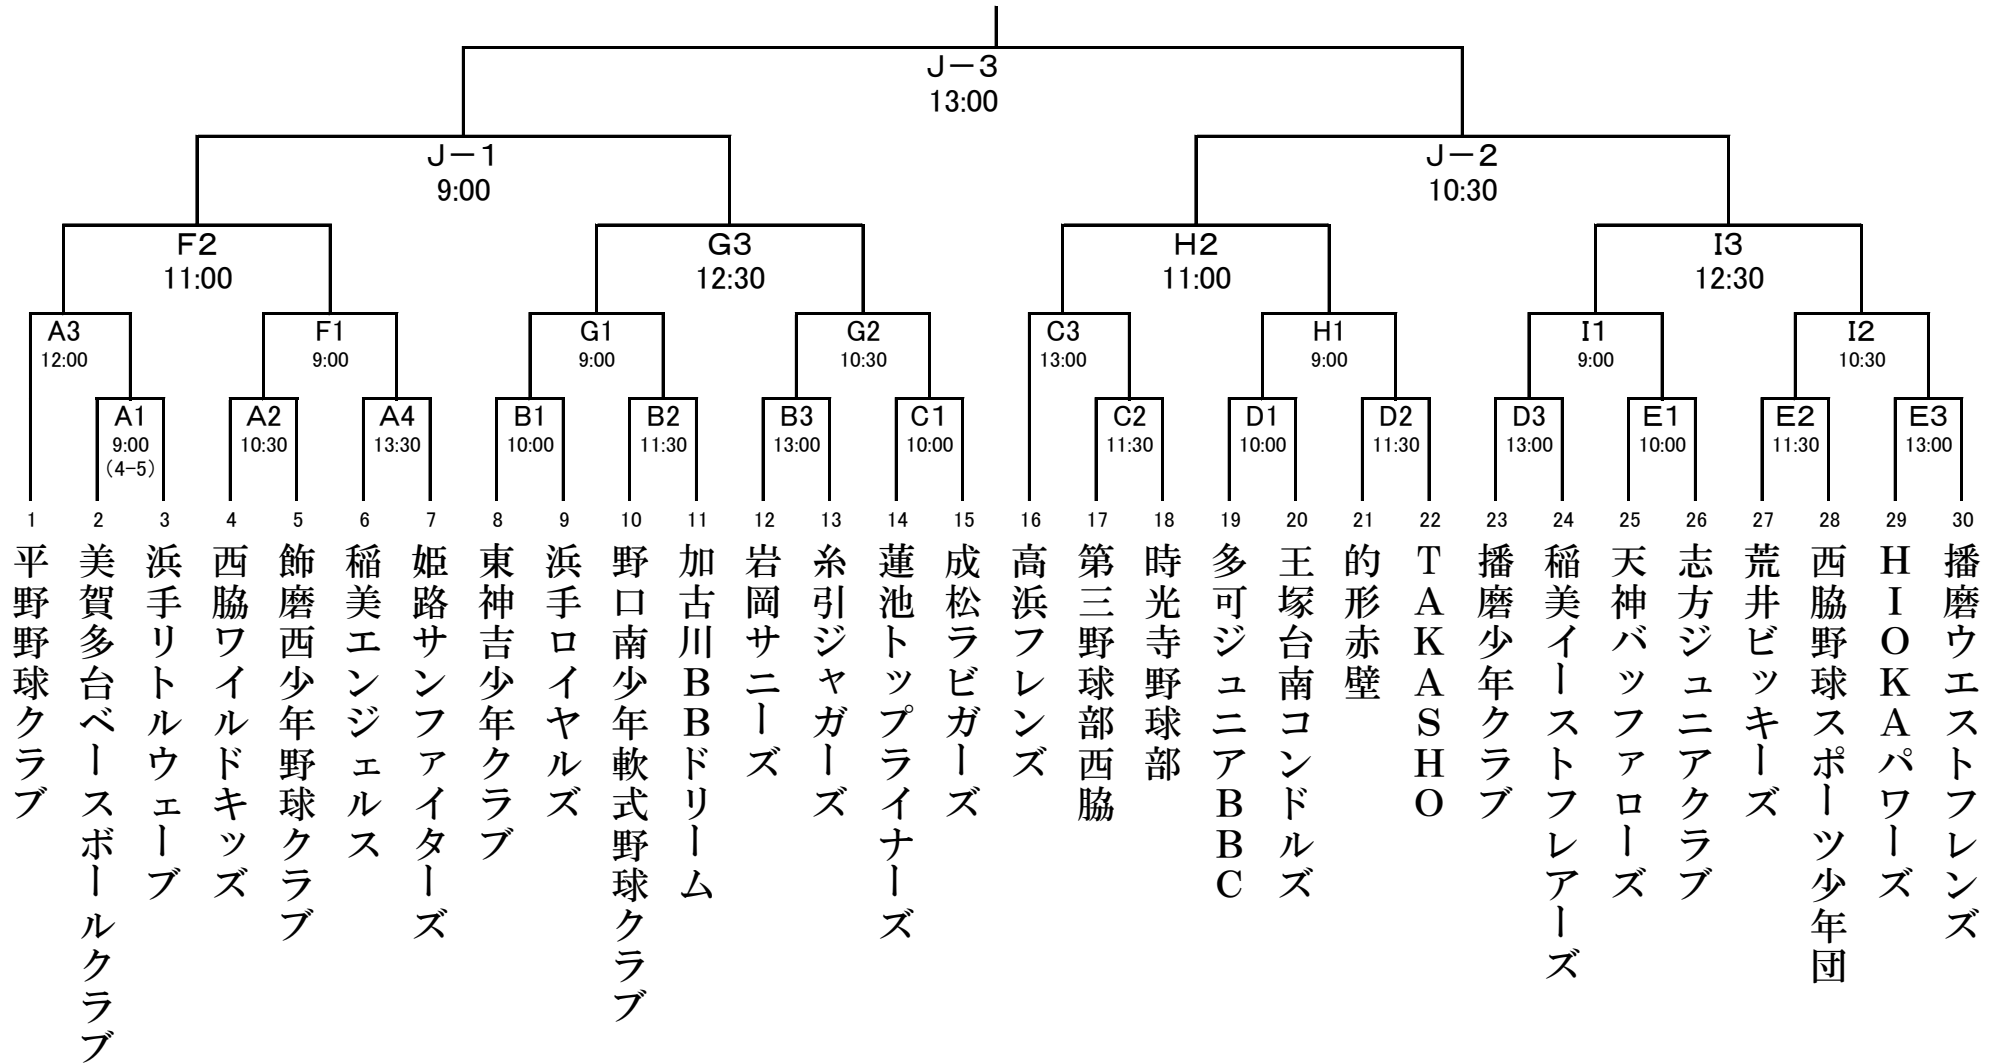 J－3
13:00
J－1
9:00
J－2
10:30
F2
11:00
G3
12:30
H2
11:00
I3
12:30
A3
12:00
F1
9:00
G1
9:00
G2
10:30
C3
13:00
H1
9:00
I1
9:00
I2
10:30
A1
9:00
(4−5)
A2
10:30
A4
13:30
B1
10:00
B2
11:30
B3
13:00
C1
10:00
C2
11:30
D1
10:00
D2
11:30
D3
13:00
E1
10:00
E2
11:30
E3
13:00
1
平野野球クラブ
2
美賀多台ベースボールクラブ
3
浜手リトルウェーブ
4
西脇ワイルドキッズ
5
飾磨西少年野球クラブ
6
稲美エンジェルス
7
姫路サンファイターズ
8
東神吉少年クラブ
9
浜手ロイヤルズ
10
野口南少年軟式野球クラブ
11
加古川BBドリーム
12
岩岡サニーズ
13
糸引ジャガーズ
14
蓮池トップライナーズ
15
成松ラビガーズ
16
高浜フレンズ
17
第三野球部西脇
18
時光寺野球部
19
多可ジュニアBBC
20
王塚台南コンドルズ
21
的形赤壁
22
TAKASHO
23
播磨少年クラブ
24
稲美イーストフレアーズ
25
天神バッファローズ
26
志方ジュニアクラブ
27
荒井ビッキーズ
28
西脇野球スポーツ少年団
29
HIOKAパワーズ
30
播磨ウエストフレンズ